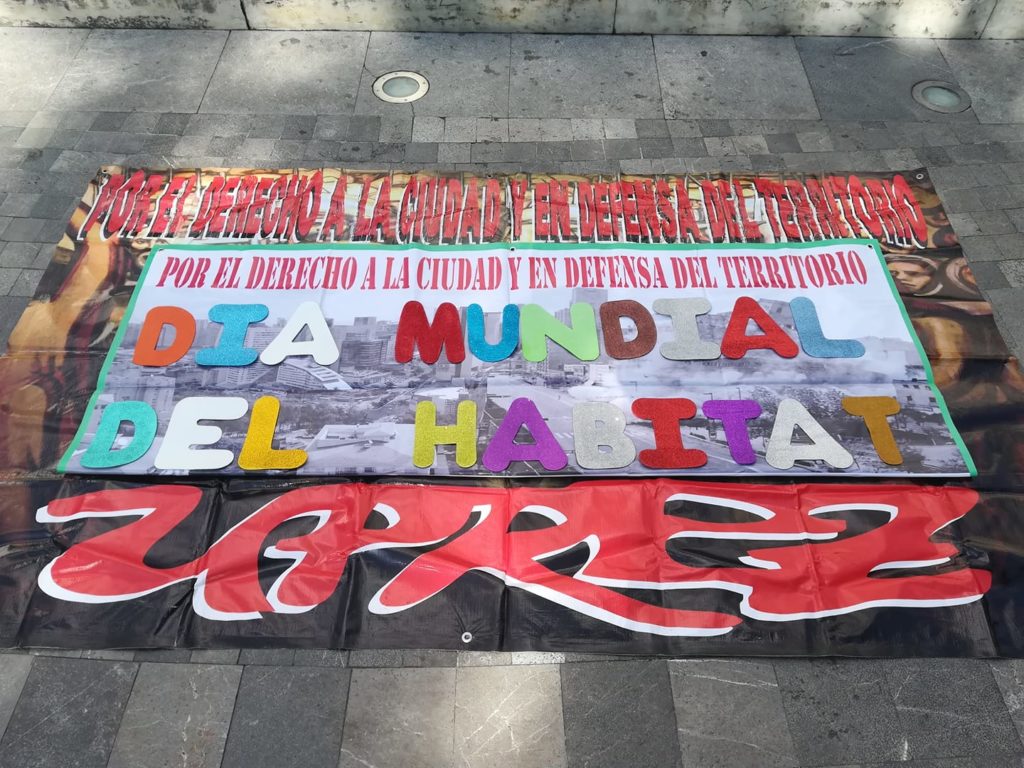 POR EL DERECHO A LA CIUDAD Y EN DEFENSA DEL TERRITORIO
POR EL DERECHO A LA CIUDAD Y EN DEFENSA DEL TERRITORIO
DIA MUNDIAL
DEL HABITAT